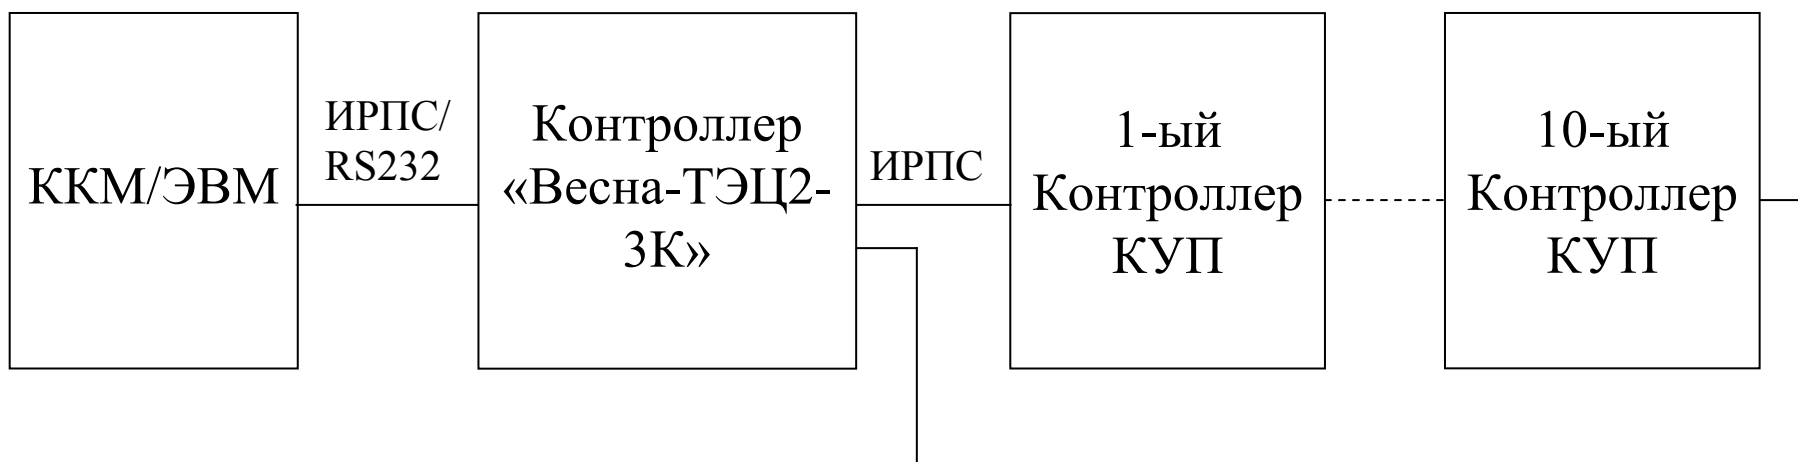 ККМ/ЭВМ
ИРПС/
RS232
Контроллер
«Весна-ТЭЦ2-
3К»
ИРПС
1-ый
Контроллер
КУП
10-ый
Контроллер
КУП